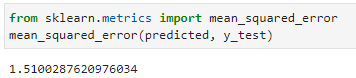 from sklearn.metrics import mean_squared_error
mean_squared_error(predicted, y_test)
1.5100287620976034